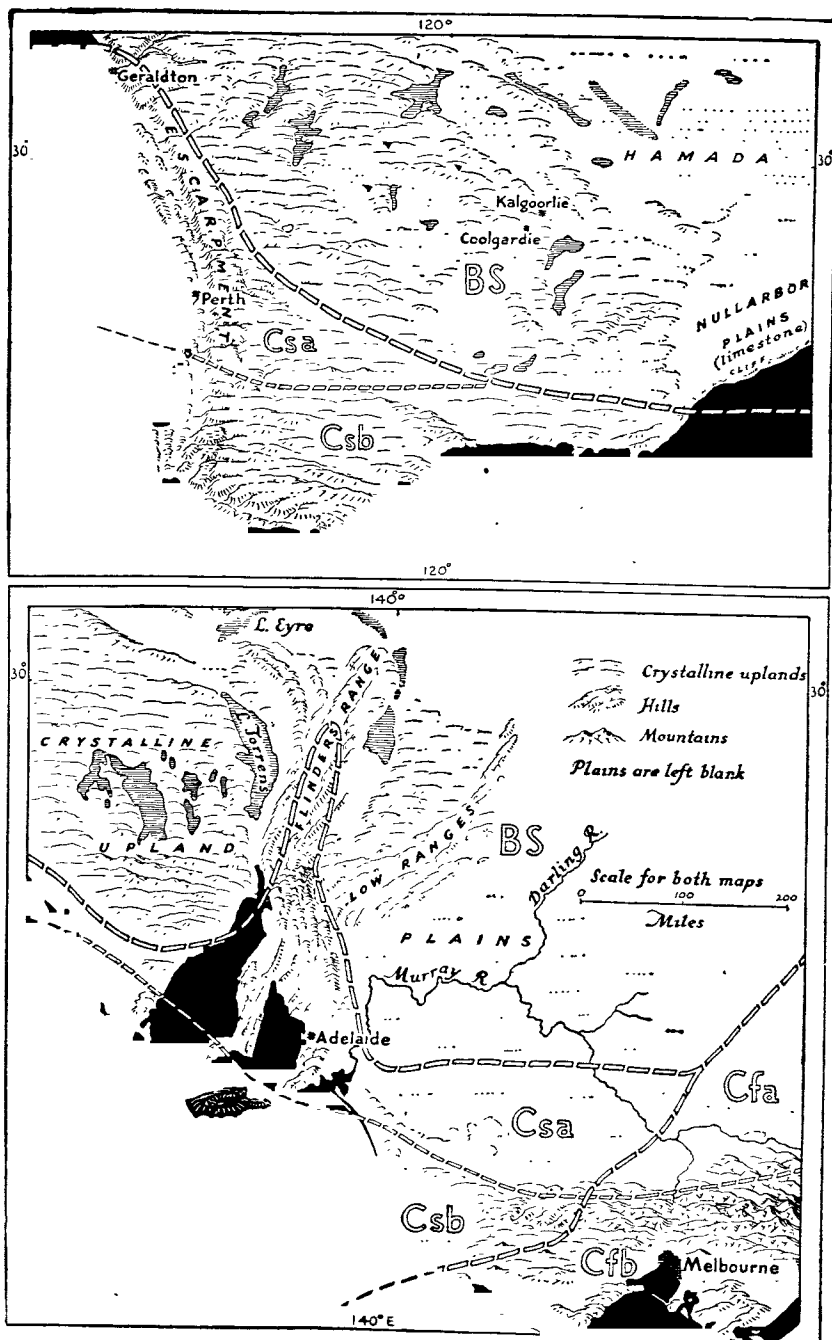 120°
Geraldton
30°
30°
HAMADA
ESCARPMENT
Kalgoorlie
Coolgardie
BS
Perth
NULLARBOR
PLAINS
(limestone)
CLIFF
Csa
Csb
120°
140°
L. Eyre
30°
FLINDERS RANGE
Crystalline uplands
Hills
Mountains
Plains are left blank
L. Torrens
CRYSTALLINE
UPLAND
BS
LOW RANGES
Darling R
Scale for both maps
0 100 200
Miles
PLAINS
Murray R
Adelaide
Cfa
Csa
Csb
Cfb
Melbourne
140°E